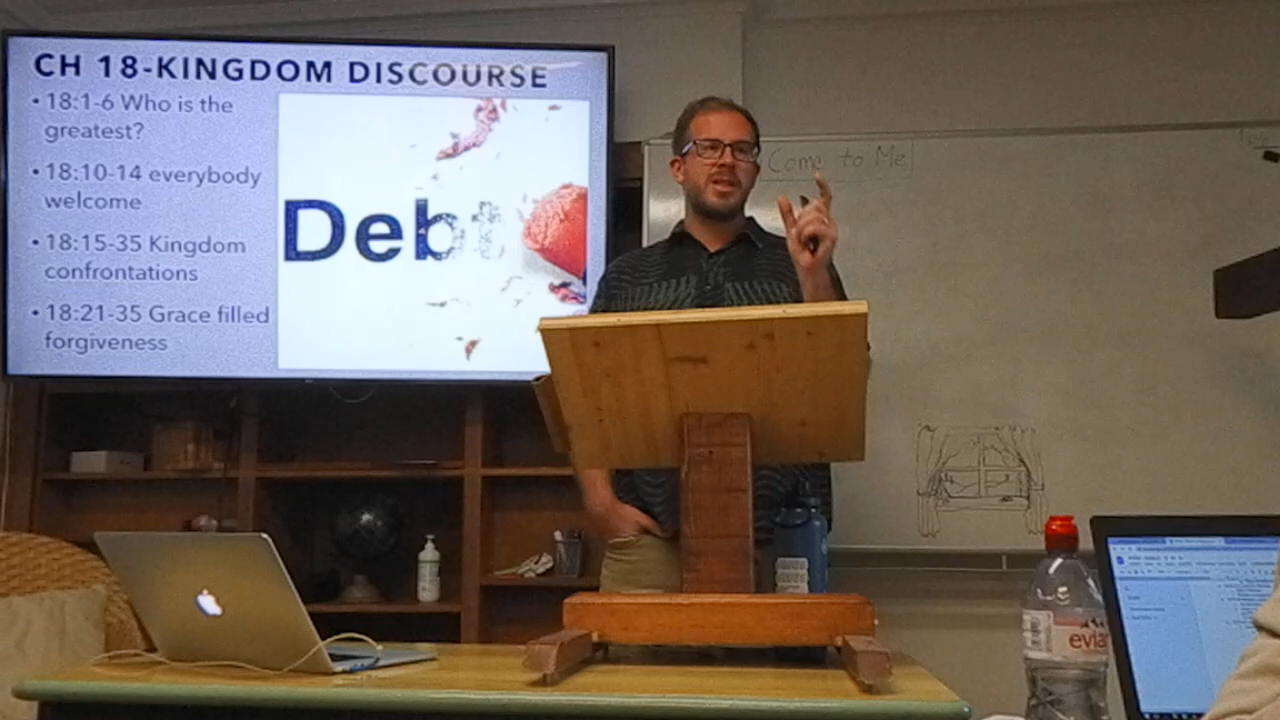 CH 18-KINGDOM DISCOURSE
• 18:1-6 Who is the
greatest?
• 18:10-14 everybody
welcome
• 18:15-35 Kingdom
confrontations
• 18:21-35 Grace filled
forgiveness
Debt
Come to Me
evian